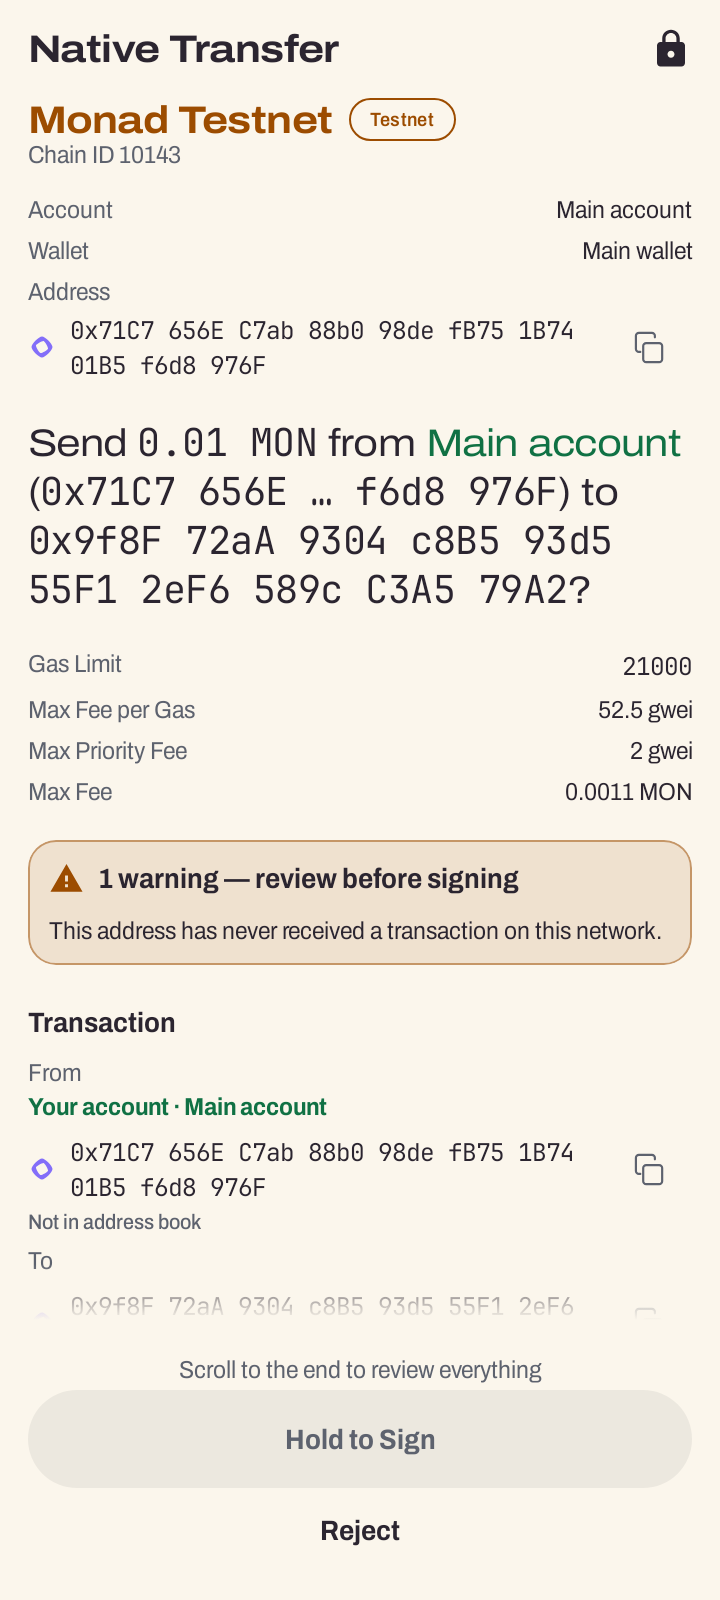 Native Transfer
Monad Testnet Testnet
Chain ID 10143
Account Main account
Wallet Main wallet
Address
0x71C7 656E C7ab 88b0 98de fB75 1B74
01B5 f6d8 976F
Send 0.01 MON from Main account
(0x71C7 656E … f6d8 976F) to
0x9f8F 72aA 9304 c8B5 93d5
55F1 2eF6 589c C3A5 79A2?
Gas Limit 21000
Max Fee per Gas 52.5 gwei
Max Priority Fee 2 gwei
Max Fee 0.0011 MON
1 warning — review before signing
This address has never received a transaction on this network.
Transaction
From
Your account · Main account
0x71C7 656E C7ab 88b0 98de fB75 1B74
01B5 f6d8 976F
Not in address book
To
0x9f8F 72aA 9304 c8B5 93d5 55F1 2eF6
Scroll to the end to review everything
Hold to Sign
Reject